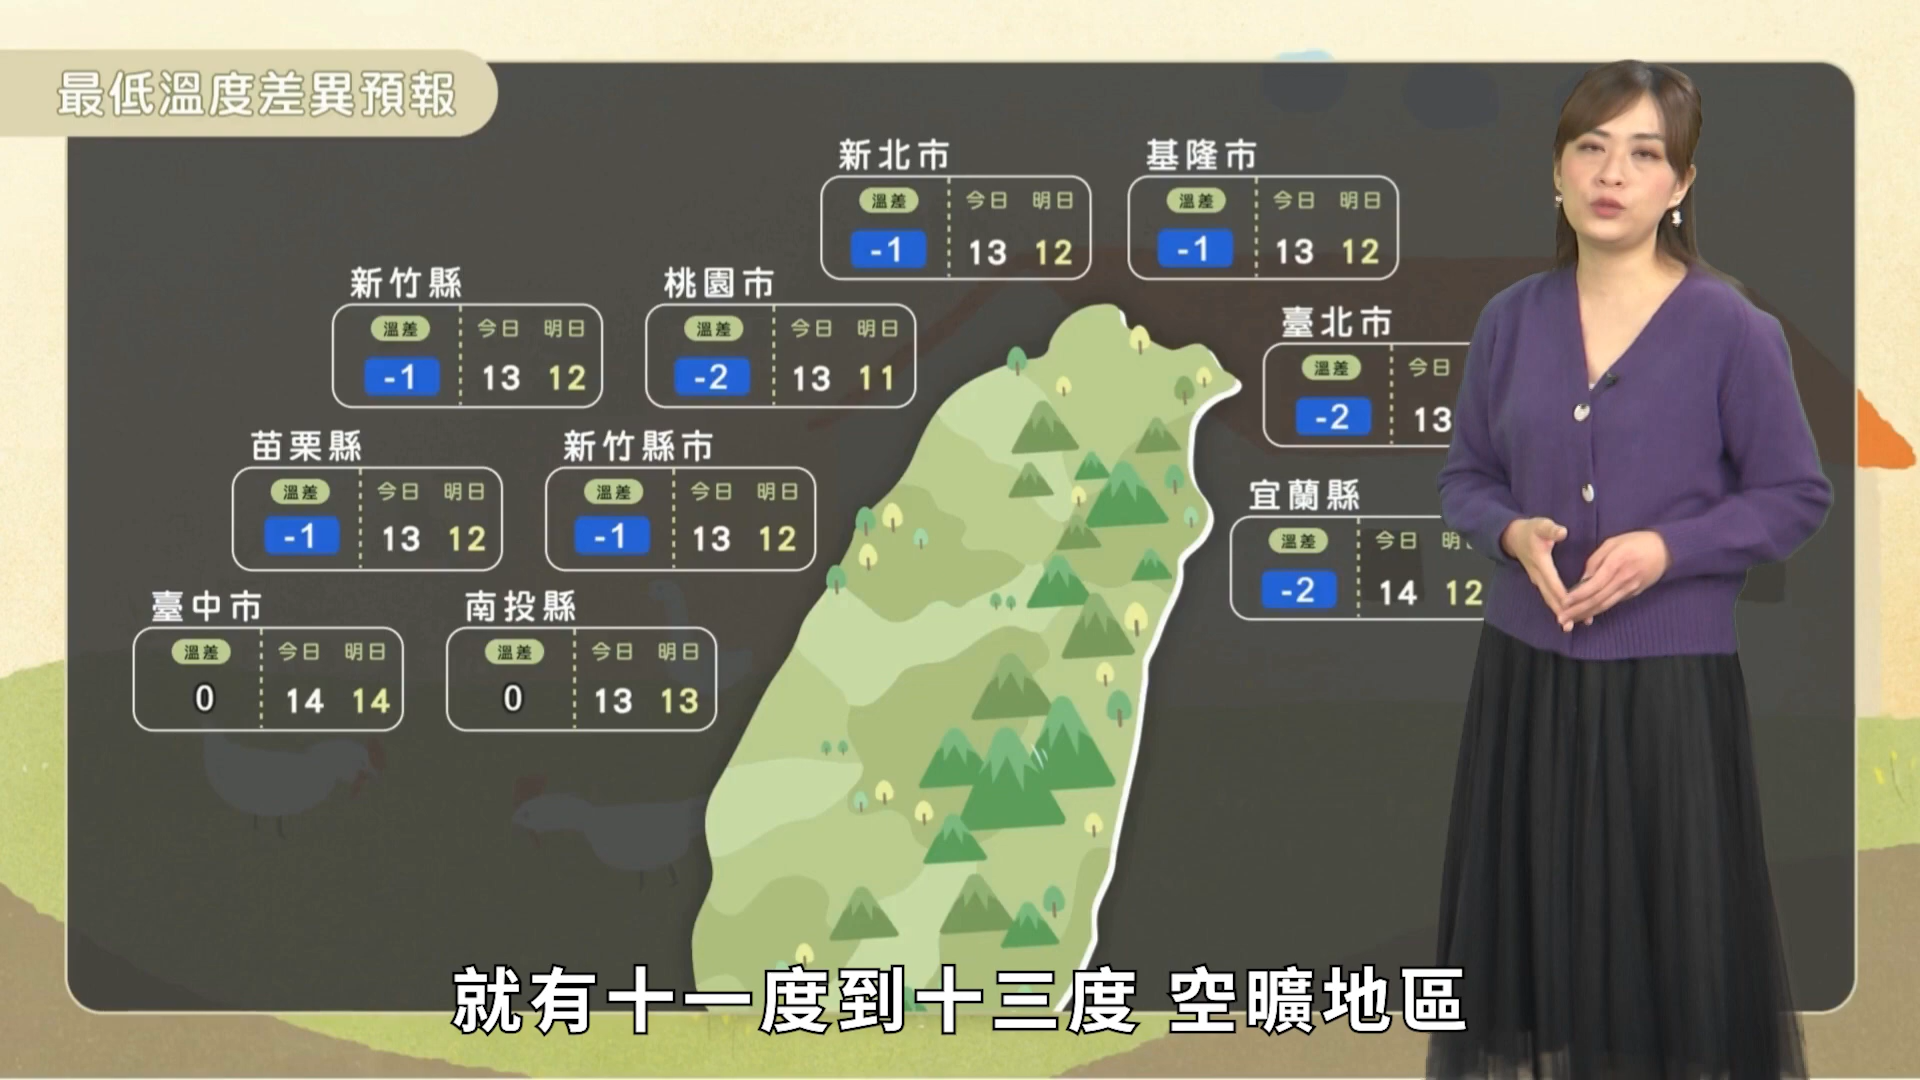 最低溫度差異預報
新北市
溫差 今日 明日
-1 13 12
基隆市
溫差 今日 明日
-1 13 12
新竹縣
溫差 今日 明日
-1 13 12
桃園市
溫差 今日 明日
-2 13 11
臺北市
溫差 今日
-2 13
苗栗縣
溫差 今日 明日
-1 13 12
新竹縣市
溫差 今日 明日
-1 13 12
宜蘭縣
溫差 今日 明
-2 14 12
臺中市
溫差 今日 明日
0 14 14
南投縣
溫差 今日 明日
0 13 13
就有十一度到十三度 空曠地區